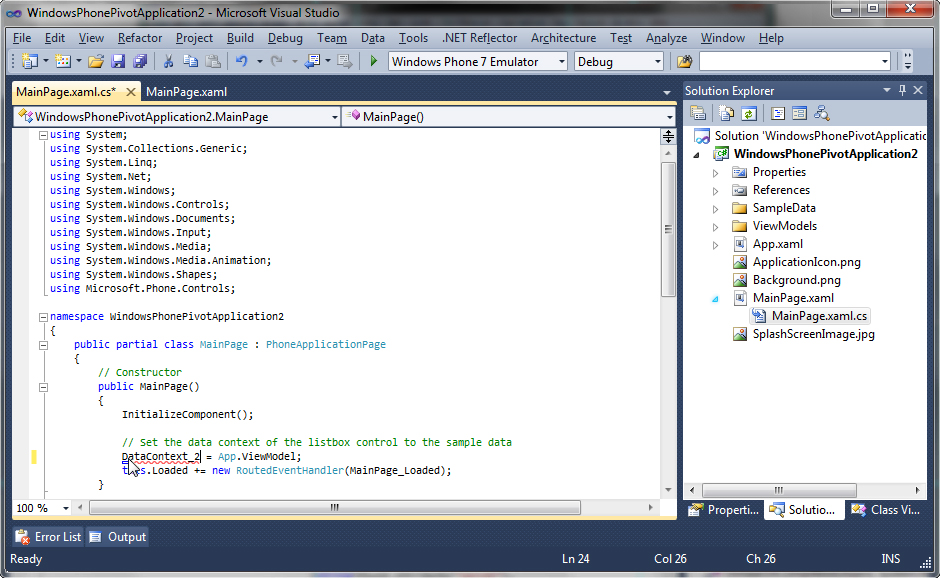 WindowsPhonePivotApplication2 - Microsoft Visual Studio
File Edit View Refactor Project Build Debug Team Data Tools .NET Reflector Architecture Test Analyze Window Help
Windows Phone 7 Emulator Debug
MainPage.xaml.cs* MainPage.xaml
WindowsPhonePivotApplication2.MainPage MainPage()
using System;
using System.Collections.Generic;
using System.Linq;
using System.Net;
using System.Windows;
using System.Windows.Controls;
using System.Windows.Documents;
using System.Windows.Input;
using System.Windows.Media;
using System.Windows.Media.Animation;
using System.Windows.Shapes;
using Microsoft.Phone.Controls;
namespace WindowsPhonePivotApplication2
{
public partial class MainPage : PhoneApplicationPage
{
// Constructor
public MainPage()
{
InitializeComponent();
// Set the data context of the listbox control to the sample data
DataContext_2 = App.ViewModel;
this.Loaded += new RoutedEventHandler(MainPage_Loaded);
}
100 %
Solution Explorer
Solution 'WindowsPhonePivotApplicatic
WindowsPhonePivotApplication2
Properties
References
SampleData
ViewModels
App.xaml
ApplicationIcon.png
Background.png
MainPage.xaml
MainPage.xaml.cs
SplashScreenImage.jpg
Properti... Solutio... Class Vi...
Error List Output
Ready Ln 24 Col 26 Ch 26 INS